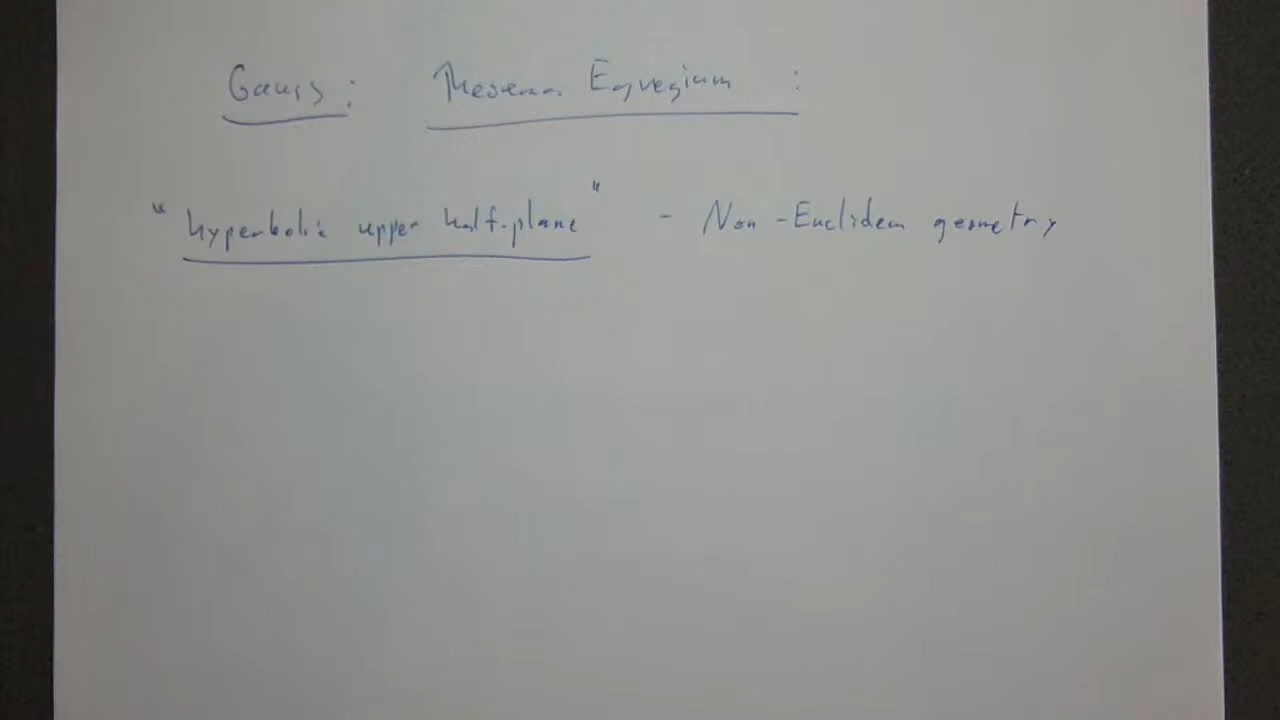 Gauss: Theorema Egregium :
"hyperbolic upper half-plane" - Non-Euclidean geometry